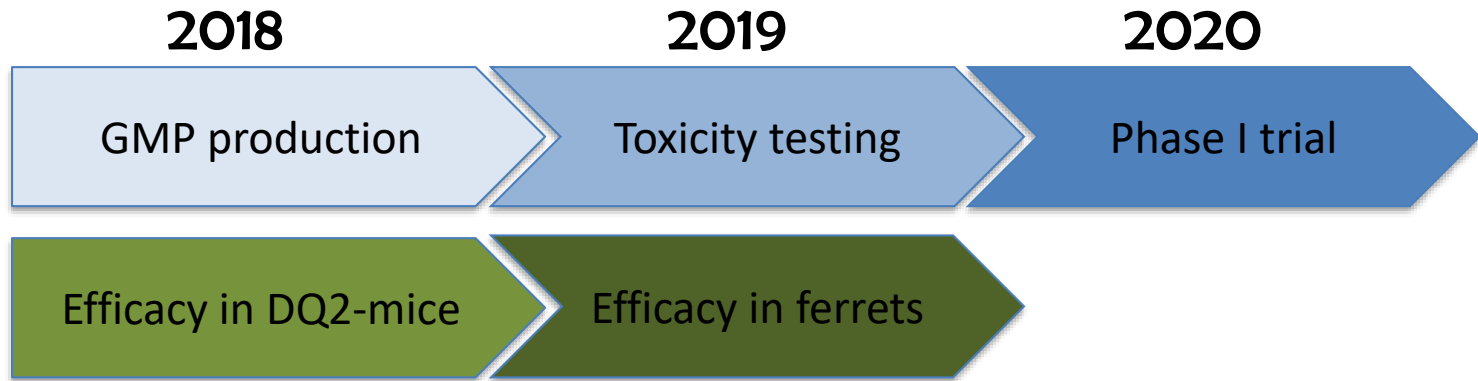 2018 2019 2020
GMP production Toxicity testing Phase I trial
Efficacy in DQ2-mice Efficacy in ferrets